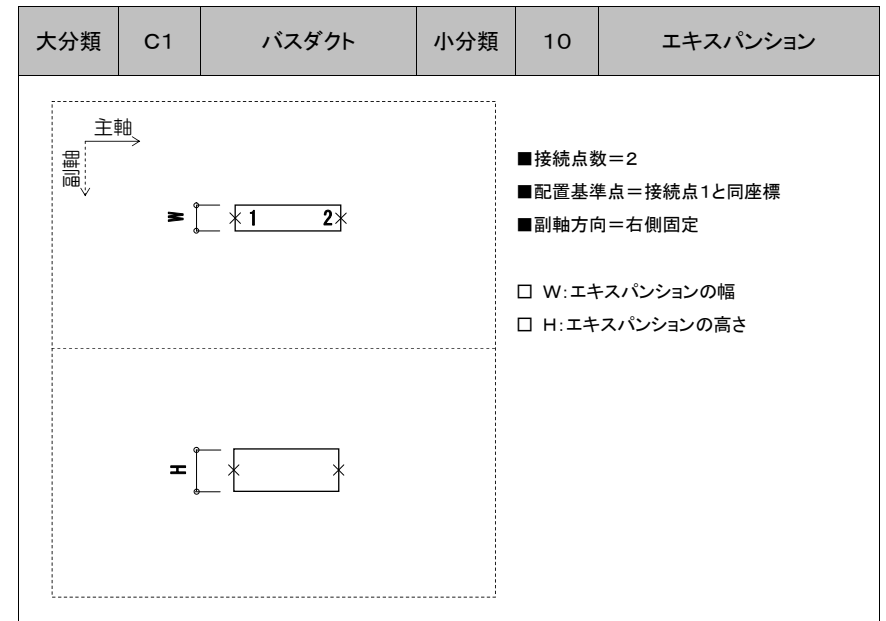 大分類 C1 バスダクト 小分類 10 エキスパンション
主軸
副軸
■接続点数=2
■配置基準点=接続点1と同座標
■副軸方向=右側固定
W 1 2
□ W:エキスパンションの幅
□ H:エキスパンションの高さ
H